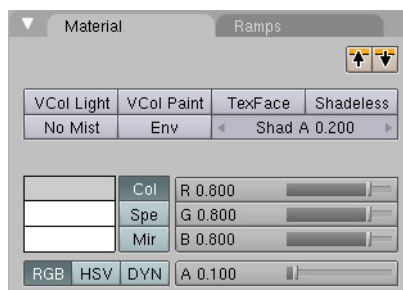 Material Ramps
VCol Light VCol Paint TexFace Shadeless
No Mist Env Shad A 0.200
Col R 0.800
Spe G 0.800
Mir B 0.800
RGB HSV DYN A 0.100